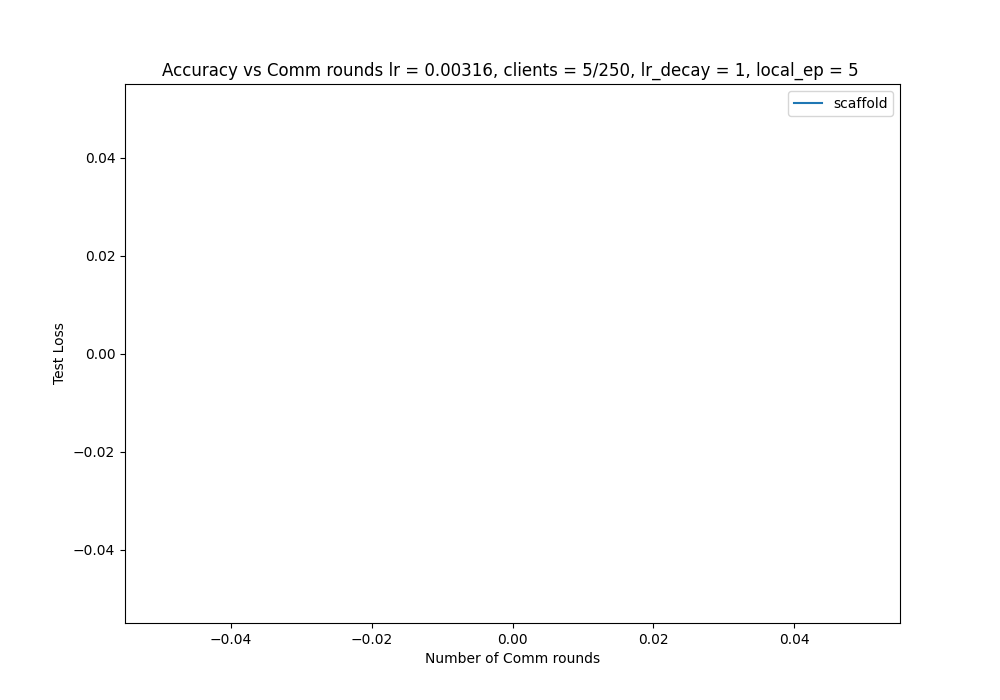 Accuracy vs Comm rounds lr = 0.00316, clients = 5/250, lr_decay = 1, local_ep = 5
scaffold
0.04
0.02
0.00
−0.02
−0.04
Test Loss
−0.04 −0.02 0.00 0.02 0.04
Number of Comm rounds